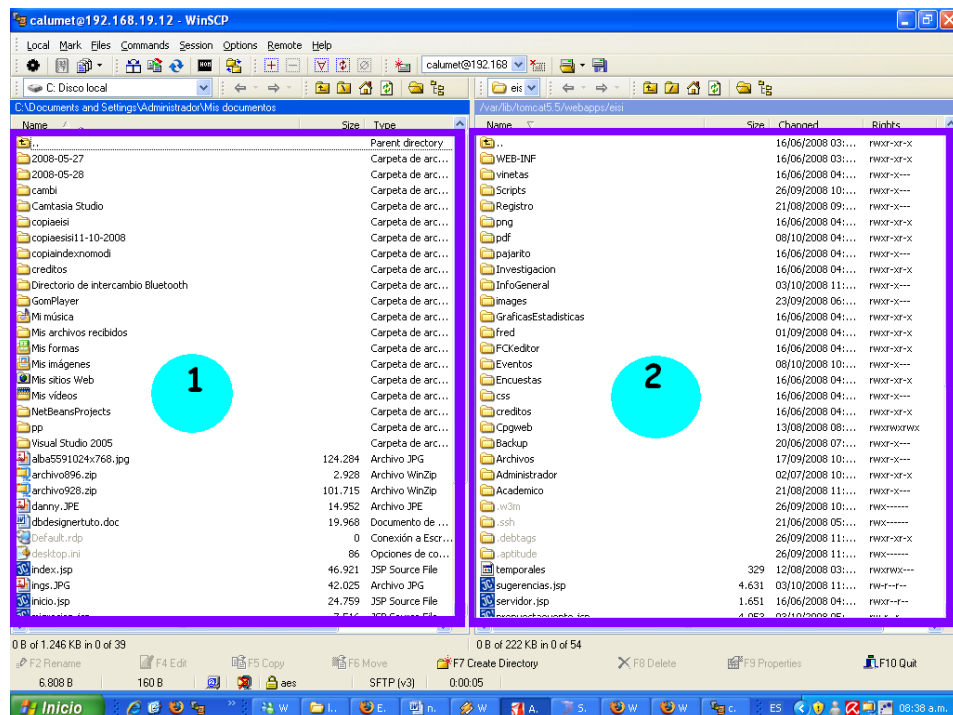 calumet@192.168.19.12 - WinSCP
Local Mark Files Commands Session Options Remote Help
calumet@192.168
C: Disco local
eis
C:\Documents and Settings\Administrador\Mis documentos
/var/lib/tomcat5.5/webapps/eisi
Name Size Type
Name Size Changed Rights
.. Parent directory
2008-05-27 Carpeta de arc...
2008-05-28 Carpeta de arc...
cambi Carpeta de arc...
Camtasia Studio Carpeta de arc...
copiaeisi Carpeta de arc...
copiaesisi11-10-2008 Carpeta de arc...
copiaindexnomodi Carpeta de arc...
creditos Carpeta de arc...
Directorio de intercambio Bluetooth Carpeta de arc...
GomPlayer Carpeta de arc...
Mi música Carpeta de arc...
Mis archivos recibidos Carpeta de arc...
Mis formas Carpeta de arc...
Mis imágenes Carpeta de arc...
Mis sitios Web Carpeta de arc...
Mis vídeos Carpeta de arc...
NetBeansProjects Carpeta de arc...
pp Carpeta de arc...
Visual Studio 2005 Carpeta de arc...
alba5591024x768.jpg 124.284 Archivo JPG
archivo896.zip 2.928 Archivo WinZip
archivo928.zip 101.715 Archivo WinZip
danny.JPE 14.952 Archivo JPE
dbdesignertuto.doc 19.968 Documento de ...
Default.rdp 0 Conexión a Escr...
desktop.ini 86 Opciones de co...
index.jsp 46.921 JSP Source File
ings.JPG 42.025 Archivo JPG
inicio.jsp 24.759 JSP Source File
1
.. 16/06/2008 03:... rwxr-xr-x
WEB-INF 16/06/2008 03:... rwxr-xr-x
vinetas 16/06/2008 04:... rwxr-x---
Scripts 26/09/2008 10:... rwxr-x---
Registro 21/08/2008 09:... rwxr-x---
png 16/06/2008 04:... rwxr-xr-x
pdf 08/10/2008 04:... rwxr-xr-x
pajarito 16/06/2008 04:... rwxr-x---
Investigacion 16/06/2008 04:... rwxr-xr-x
InfoGeneral 03/10/2008 11:... rwxr-x---
images 23/09/2008 06:... rwxr-x---
GraficasEstadisticas 16/06/2008 04:... rwxr-xr-x
fred 01/09/2008 04:... rwxr-xr-x
FCKeditor 16/06/2008 04:... rwxr-xr-x
Eventos 08/10/2008 10:... rwxr-x---
Encuestas 16/06/2008 04:... rwxr-xr-x
css 16/06/2008 04:... rwxr-x---
creditos 16/06/2008 04:... rwxr-xr-x
Cpgweb 13/08/2008 08:... rwxrwxrwx
Backup 20/06/2008 07:... rwxr-x---
Archivos 17/09/2008 10:... rwxr-x---
Administrador 02/07/2008 10:... rwxr-xr-x
Academico 21/08/2008 11:... rwxr-x---
.w3m 26/09/2008 10:... rwx------
.ssh 21/06/2008 05:... rwx------
.debtags 26/09/2008 11:... rwxr-xr-x
.aptitude 26/09/2008 11:... rwx------
temporales 329 12/08/2008 03:... rwxrwx---
sugerencias.jsp 4.631 03/10/2008 11:... rw-r--r--
servidor.jsp 1.651 16/06/2008 04:... rwxr--r--
2
0 B of 1.246 KB in 0 of 39
0 B of 222 KB in 0 of 54
F2 Rename F4 Edit F5 Copy F6 Move F7 Create Directory F8 Delete F9 Properties F10 Quit
6.808 B 160 B aes SFTP (v3) 0:00:05
Inicio W I.. E. n. W A. S. W W c. ES 08:38 a.m.